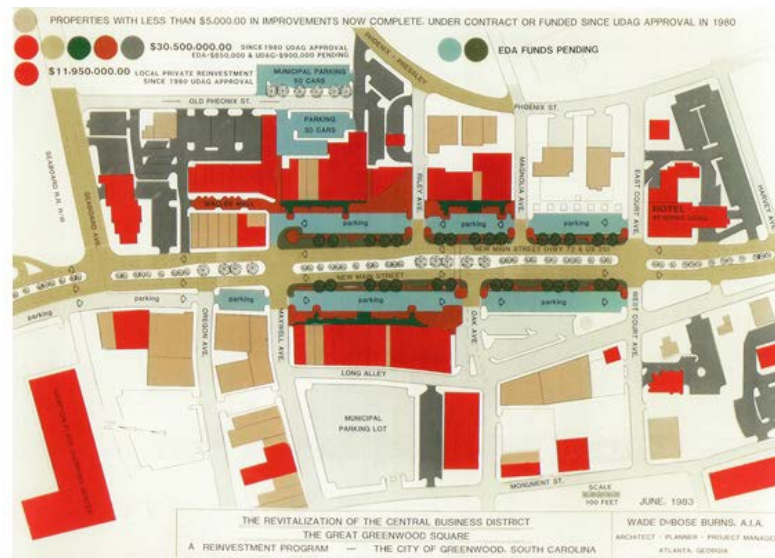 PROPERTIES WITH LESS THAN $5,000.00 IN IMPROVEMENTS NOW COMPLETE, UNDER CONTRACT OR FUNDED SINCE UDAG APPROVAL IN 1980
$30,500,000.00 SINCE 1980 UDAG APPROVAL
EDA-$850,000 & UDAG-$900,000 PENDING
EDA FUNDS PENDING
$11,950,000.00 LOCAL PRIVATE REINVESTMENT
SINCE 1980 UDAG APPROVAL
MUNICIPAL PARKING
50 CARS
PHOENIX - PRESSLEY
OLD PHEONIX ST.
PHOENIX ST.
PARKING
50 CARS
SEABOARD R.R. R/W
SEABOARD AVE.
RILEY AVE.
MAGNOLIA AVE.
EAST COURT AVE.
HARVEY AVE.
HOTEL
parking
parking
parking
NEW MAIN STREET (HWY. 72 & US 25)
NEW MAIN STREET
parking
parking
parking
parking
parking
OREGON AVE.
MAXWELL AVE.
OAK AVE.
WEST COURT AVE.
LONG ALLEY
MUNICIPAL
PARKING LOT
MONUMENT ST.
SCALE
100 FEET
JUNE, 1983
THE REVITALIZATION OF THE CENTRAL BUSINESS DISTRICT
THE GREAT GREENWOOD SQUARE
A REINVESTMENT PROGRAM — THE CITY OF GREENWOOD, SOUTH CAROLINA
WADE DuBOSE BURNS, A.I.A.
ARCHITECT - PLANNER - PROJECT MANAGER
ATLANTA, GEORGIA